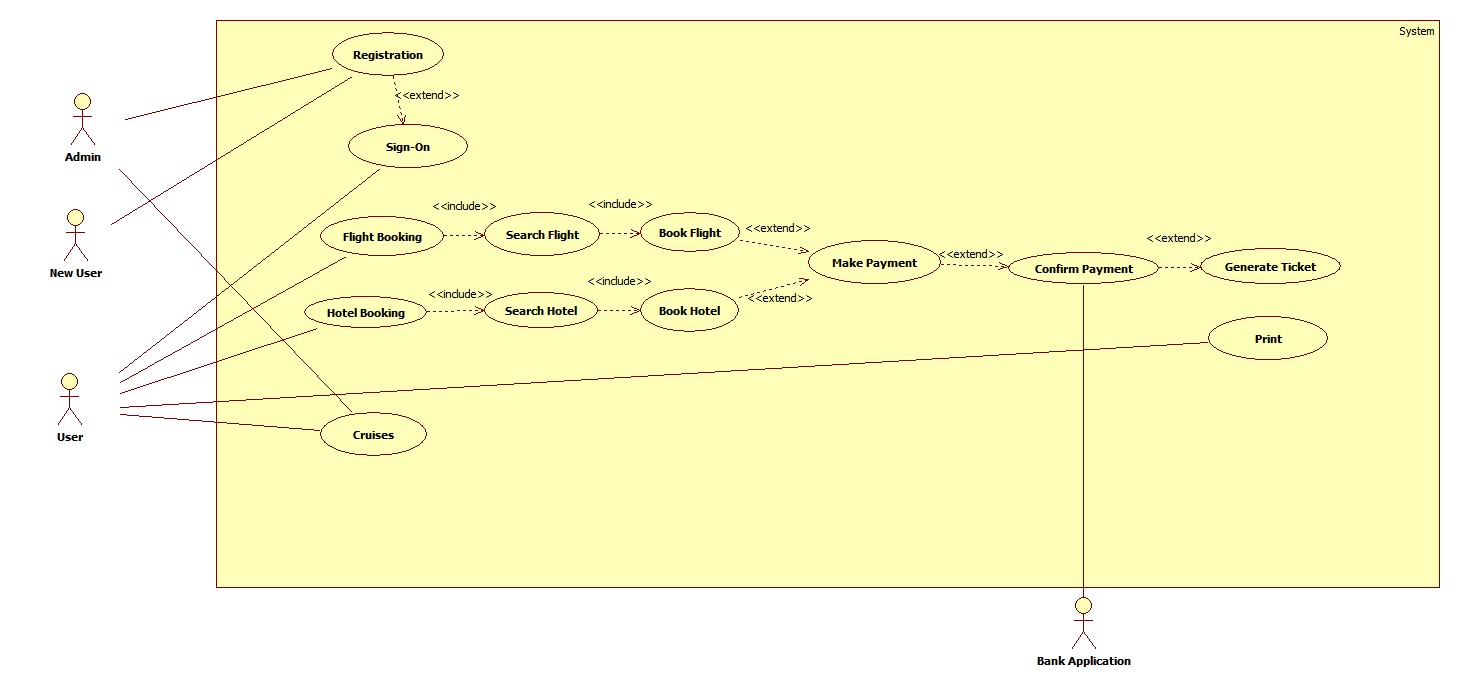 System
Registration
<<extend>>
Admin
Sign-On
<<include>>
<<include>>
New User
Flight Booking
Search Flight
Book Flight
<<extend>>
Make Payment
<<extend>>
Confirm Payment
<<extend>>
Generate Ticket
<<include>>
<<include>>
<<extend>>
Hotel Booking
Search Hotel
Book Hotel
Print
User
Cruises
Bank Application